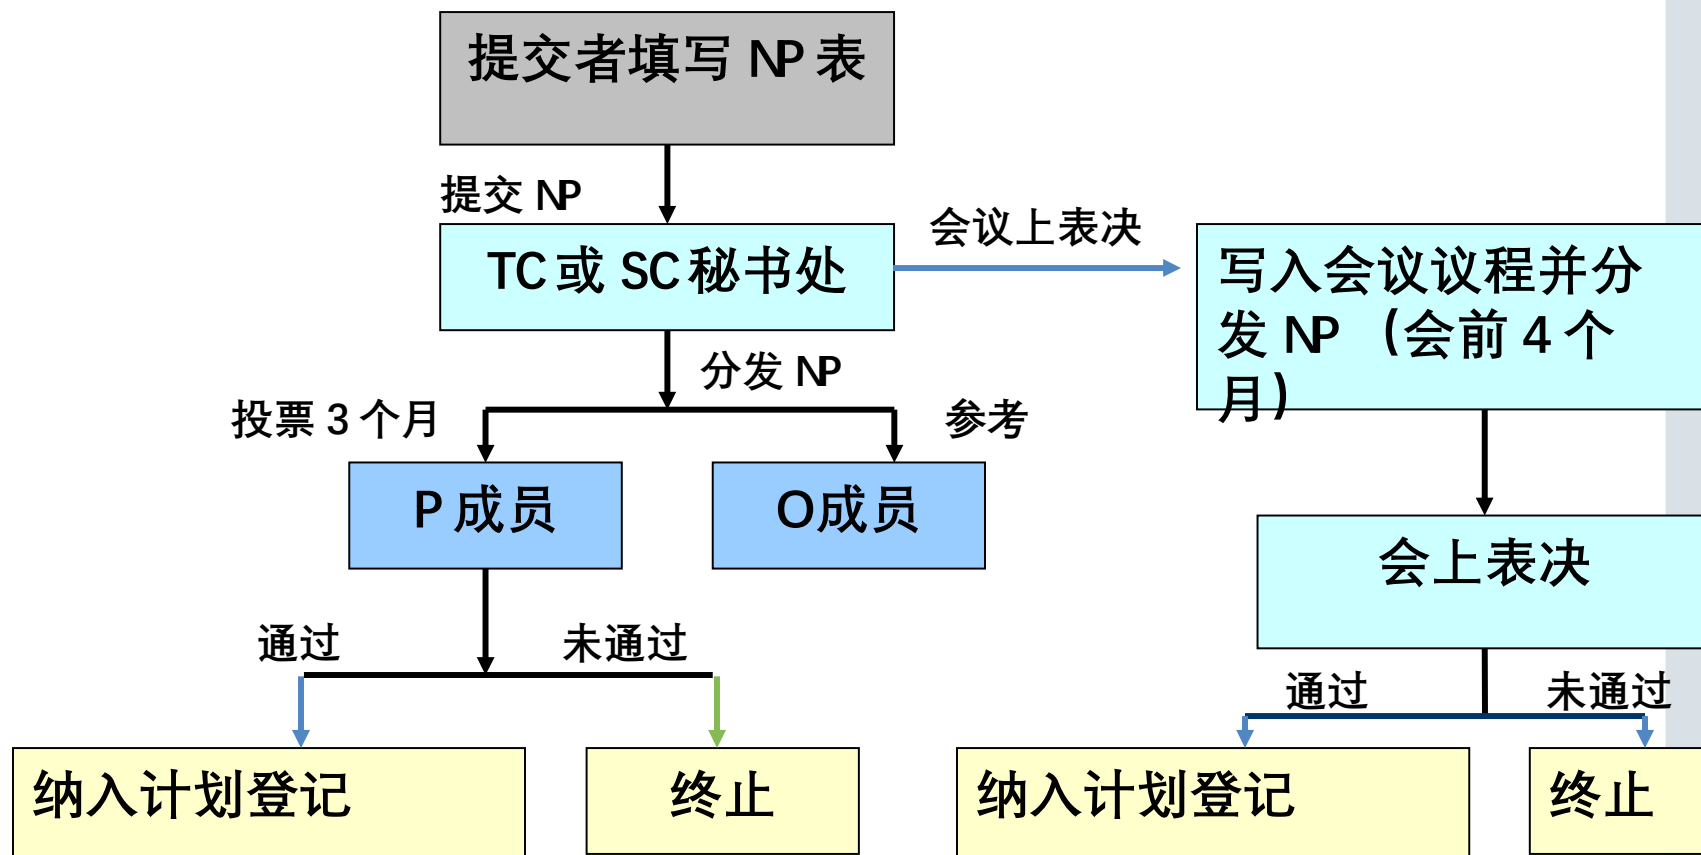 提交者填写 NP 表
提交 NP
会议上表决
TC 或 SC 秘书处
写入会议议程并分
发 NP （会前 4 个
月）
分发 NP
投票 3 个月
参考
P 成员
O成员
会上表决
通过
未通过
通过
未通过
纳入计划登记
终止
纳入计划登记
终止